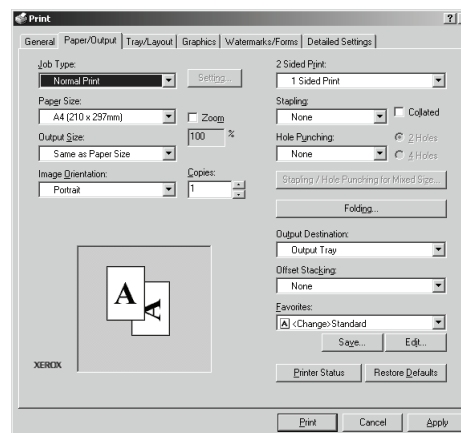 Print
?
General Paper/Output Tray/Layout Graphics Watermarks/Forms Detailed Settings
Job Type:
Normal Print
Setting...
Paper Size:
A4 (210 x 297mm)
Zoom
100 %
Output Size:
Same as Paper Size
Image Orientation:
Portrait
Copies:
1
A
A
XEROX
2 Sided Print:
1 Sided Print
Stapling:
None
Collated
Hole Punching:
None
2 Holes
4 Holes
Stapling / Hole Punching for Mixed Size...
Folding...
Output Destination:
Output Tray
Offset Stacking:
None
Favorites:
A <Change>Standard
Save... Edit...
Printer Status Restore Defaults
Print Cancel Apply